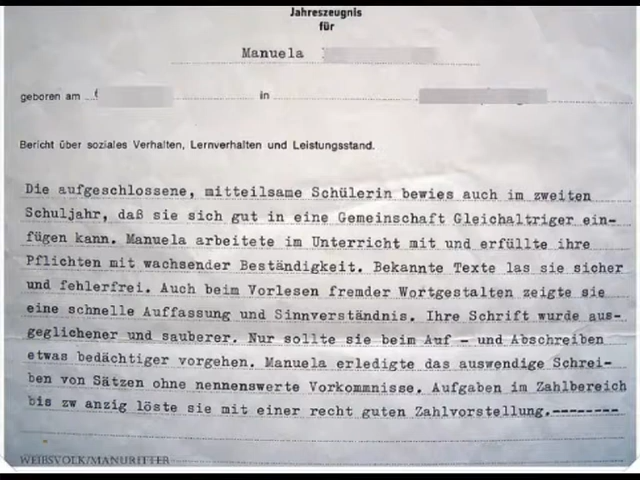 Jahreszeugnis
für
Manuela
geboren am in
Bericht über soziales Verhalten, Lernverhalten und Leistungsstand.
Die aufgeschlossene, mitteilsame Schülerin bewies auch im zweiten
Schuljahr, daß sie sich gut in eine Gemeinschaft Gleichaltriger ein-
fügen kann. Manuela arbeitete im Unterricht mit und erfüllte ihre
Pflichten mit wachsender Beständigkeit. Bekannte Texte las sie sicher
und fehlerfrei. Auch beim Vorlesen fremder Wortgestalten zeigte sie
eine schnelle Auffassung und Sinnverständnis. Ihre Schrift wurde aus-
geglichener und sauberer. Nur sollte sie beim Auf - und Abschreiben
etwas bedächtiger vorgehen. Manuela erledigte das auswendige Schrei-
ben von Sätzen ohne nennenswerte Vorkommnisse. Aufgaben im Zahlbereich
bis zw anzig löste sie mit einer recht guten Zahlvorstellung.--------
WEIBSVOLK/MANURITTER